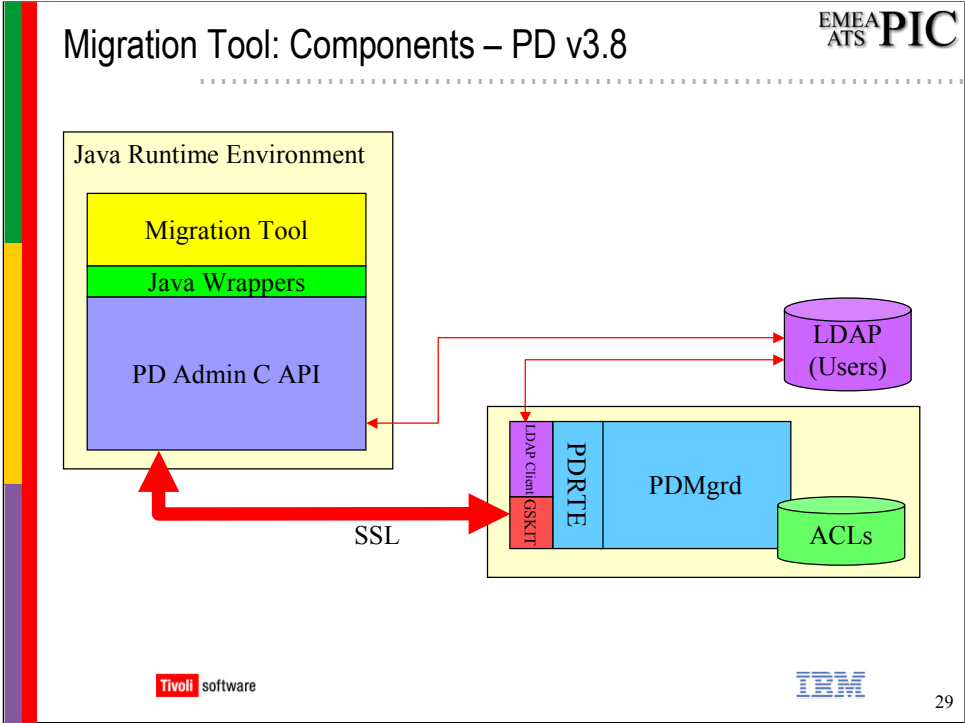 Migration Tool: Components – PD v3.8
EMEA
ATS PIC
Java Runtime Environment
Migration Tool
Java Wrappers
PD Admin C API
LDAP
(Users)
LDAP Client
GSKIT
PDRTE
PDMgrd
ACLs
SSL
Tivoli software
IBM
29